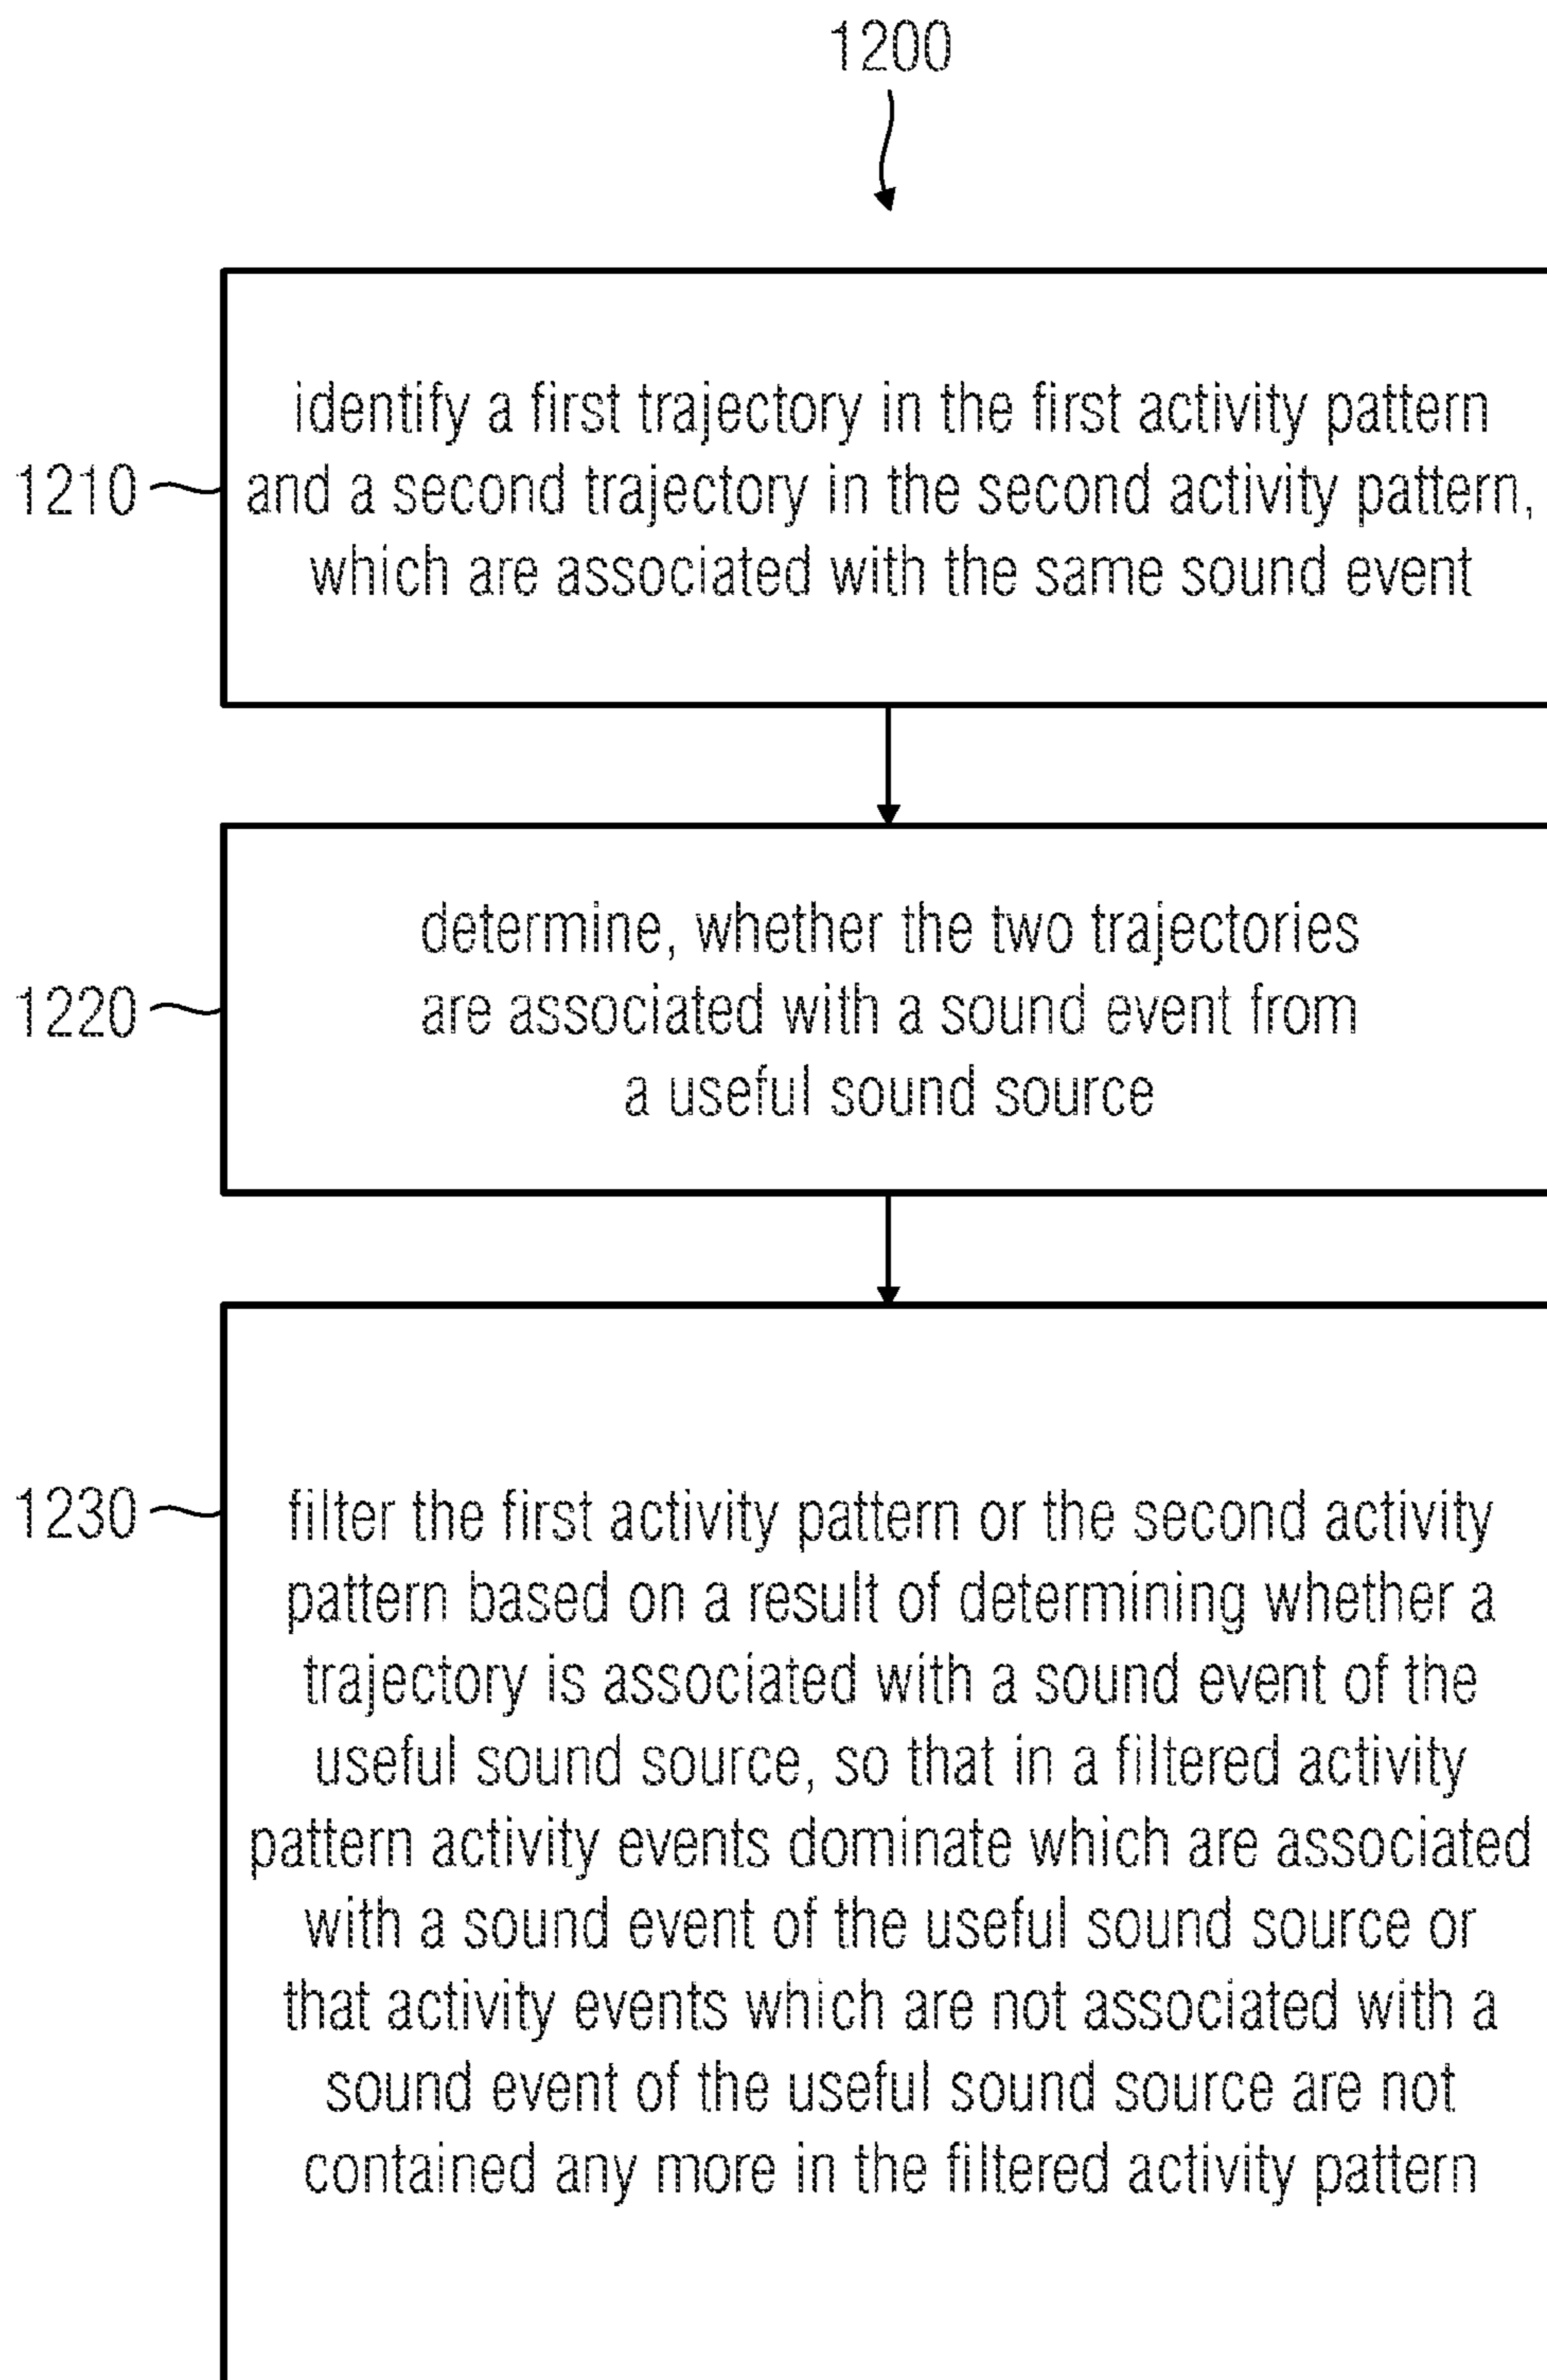 1200
identify a first trajectory in the first activity pattern
1210 and a second trajectory in the second activity pattern,
which are associated with the same sound event
determine, whether the two trajectories
1220 are associated with a sound event from
a useful sound source
1230 filter the first activity pattern or the second activity
pattern based on a result of determining whether a
trajectory is associated with a sound event of the
useful sound source, so that in a filtered activity
pattern activity events dominate which are associated
with a sound event of the useful sound source or
that activity events which are not associated with a
sound event of the useful sound source are not
contained any more in the filtered activity pattern